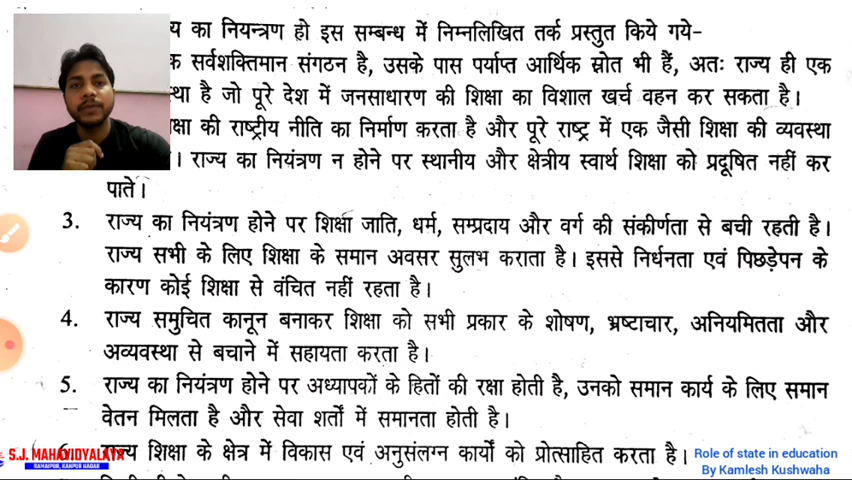 य का नियन्त्रण हो इस सम्बन्ध में निम्नलिखित तर्क प्रस्तुत किये गये-
क सर्वशक्तिमान संगठन है, उसके पास पर्याप्त आर्थिक स्रोत भी हैं, अतः राज्य ही एक
स्था है जो पूरे देश में जनसाधारण की शिक्षा का विशाल खर्च वहन कर सकता है।
क्षा की राष्ट्रीय नीति का निर्माण करता है और पूरे राष्ट्र में एक जैसी शिक्षा की व्यवस्था
। राज्य का नियंत्रण न होने पर स्थानीय और क्षेत्रीय स्वार्थ शिक्षा को प्रदूषित नहीं कर
पाते।
3. राज्य का नियंत्रण होने पर शिक्षा जाति, धर्म, सम्प्रदाय और वर्ग की संकीर्णता से बची रहती है।
राज्य सभी के लिए शिक्षा के समान अवसर सुलभ कराता है। इससे निर्धनता एवं पिछड़ेपन के
कारण कोई शिक्षा से वंचित नहीं रहता है।
4. राज्य समुचित कानून बनाकर शिक्षा को सभी प्रकार के शोषण, भ्रष्टाचार, अनियमितता और
अव्यवस्था से बचाने में सहायता करता है।
5. राज्य का नियंत्रण होने पर अध्यापकों के हितों की रक्षा होती है, उनको समान कार्य के लिए समान
वेतन मिलता है और सेवा शर्तों में समानता होती है।
6. राज्य शिक्षा के क्षेत्र में विकास एवं अनुसंलग्न कार्यों को प्रोत्साहित करता है।
S.J. MAHAVIDYALAYA
RAMAIPUR, KANPUR NAGAR
Role of state in education
By Kamlesh Kushwaha